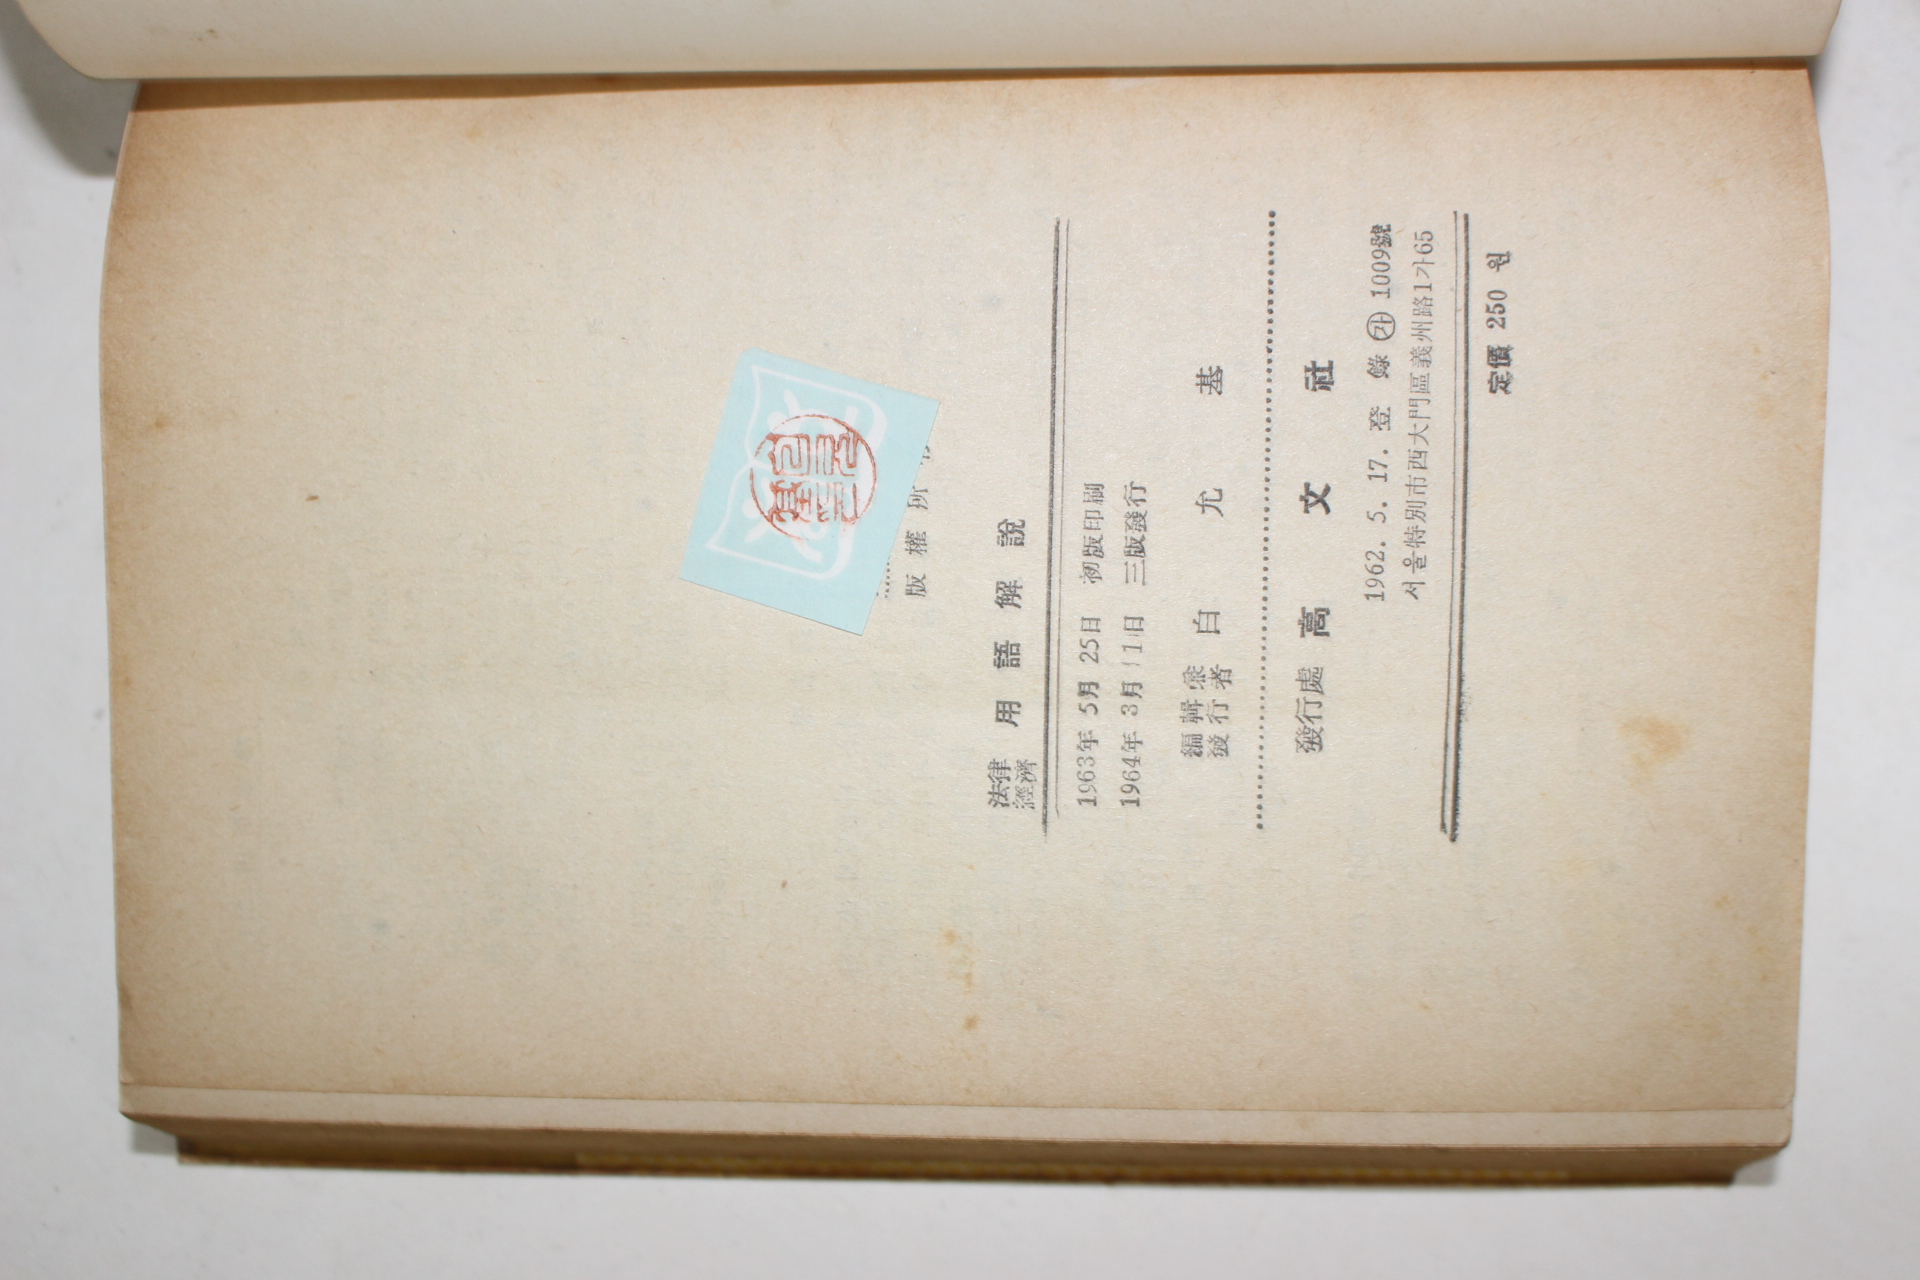 版權所
法律
經濟 用語解說
1963年 5月 25日 初版印刷
1964年 3月 11日 三版發行
編輯兼
發行者 白允基
發行處 高文社
1962. 5. 17. 登錄 ㉮ 1009號
서울特別市西大門區義州路1가65
定價 250 원